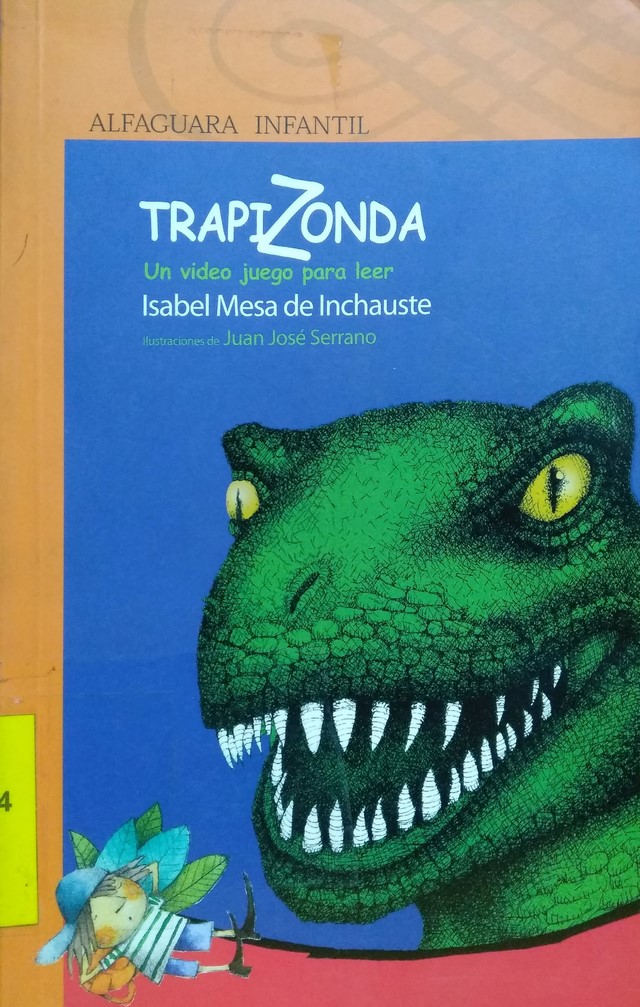 ALFAGUARA INFANTIL
TRAPIZONDA
Un video juego para leer
Isabel Mesa de Inchauste
Ilustraciones de Juan José Serrano
4